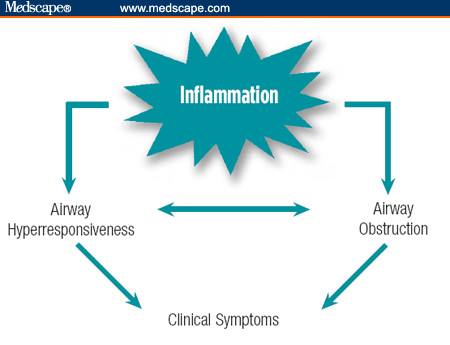 Medscape® www.medscape.com
Inflammation
Airway
Hyperresponsiveness
Airway
Obstruction
Clinical Symptoms